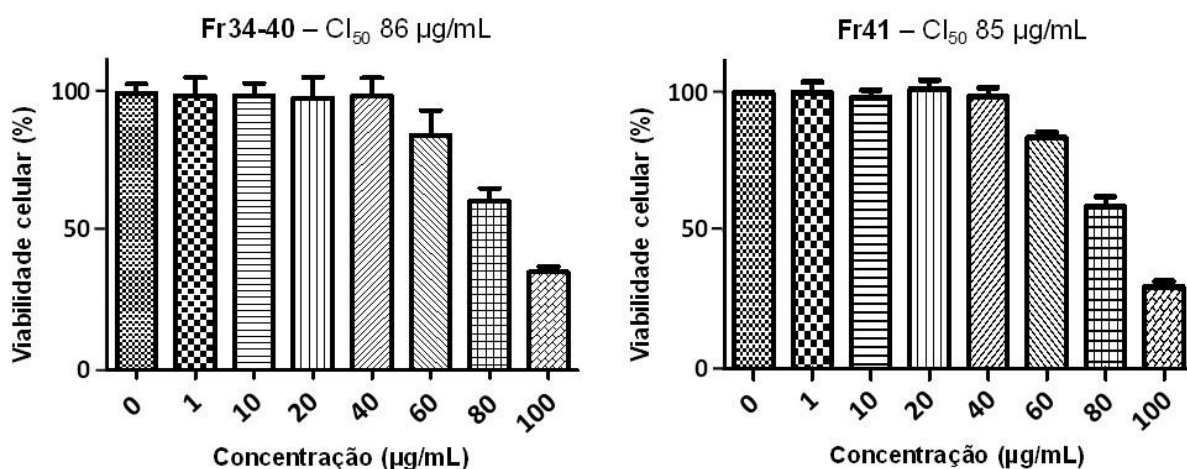 Fr34-40 – CI50 86 µg/mL
100
50
0
Viabilidade celular (%)
0 1 10 20 40 60 80 100
Concentração (µg/mL)
Fr41 – CI50 85 µg/mL
100
50
0
Viabilidade celular (%)
0 1 10 20 40 60 80 100
Concentração (µg/mL)